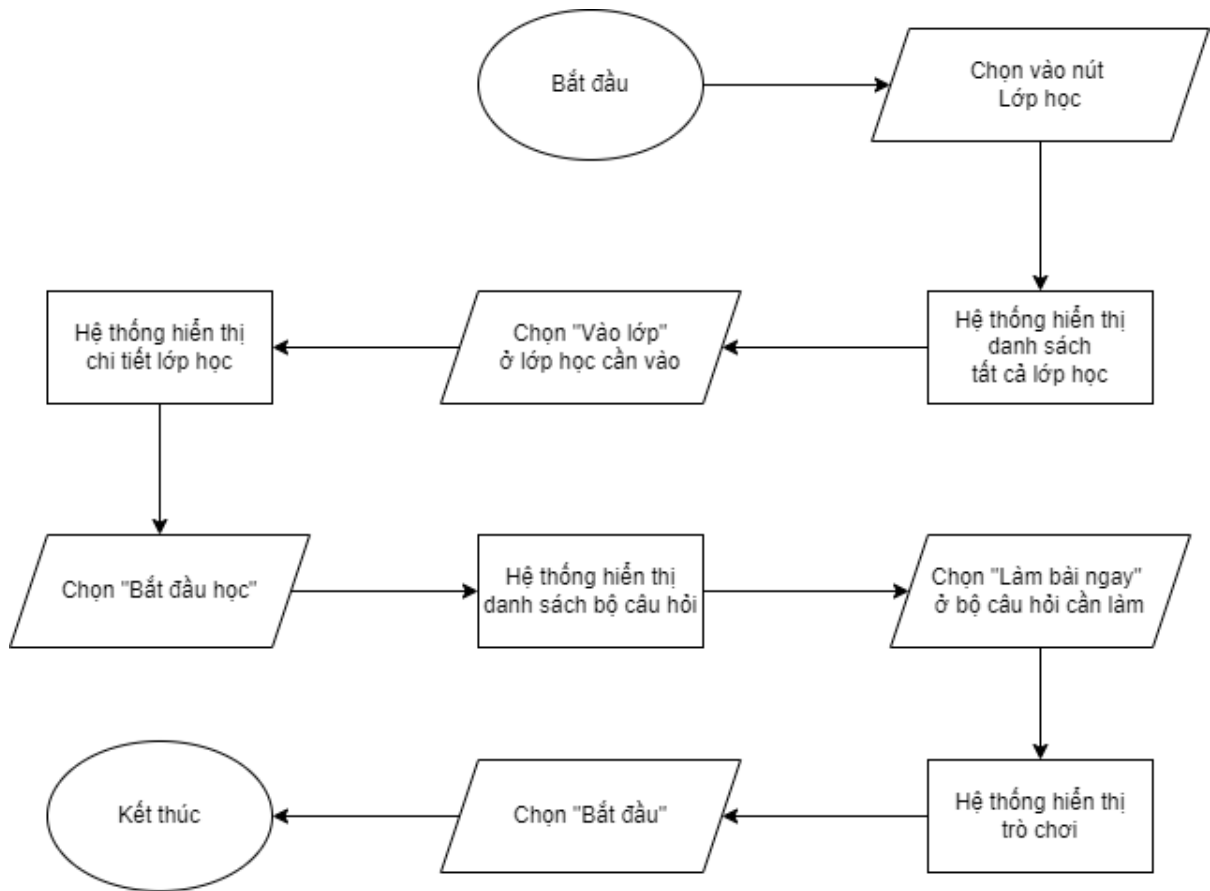 Bắt đầu
Chọn vào nút
Lớp học
Hệ thống hiển thị
danh sách
tất cả lớp học
Chọn "Vào lớp"
ở lớp học cần vào
Hệ thống hiển thị
chi tiết lớp học
Chọn "Bắt đầu học"
Hệ thống hiển thị
danh sách bộ câu hỏi
Chọn "Làm bài ngay"
ở bộ câu hỏi cần làm
Hệ thống hiển thị
trò chơi
Chọn "Bắt đầu"
Kết thúc